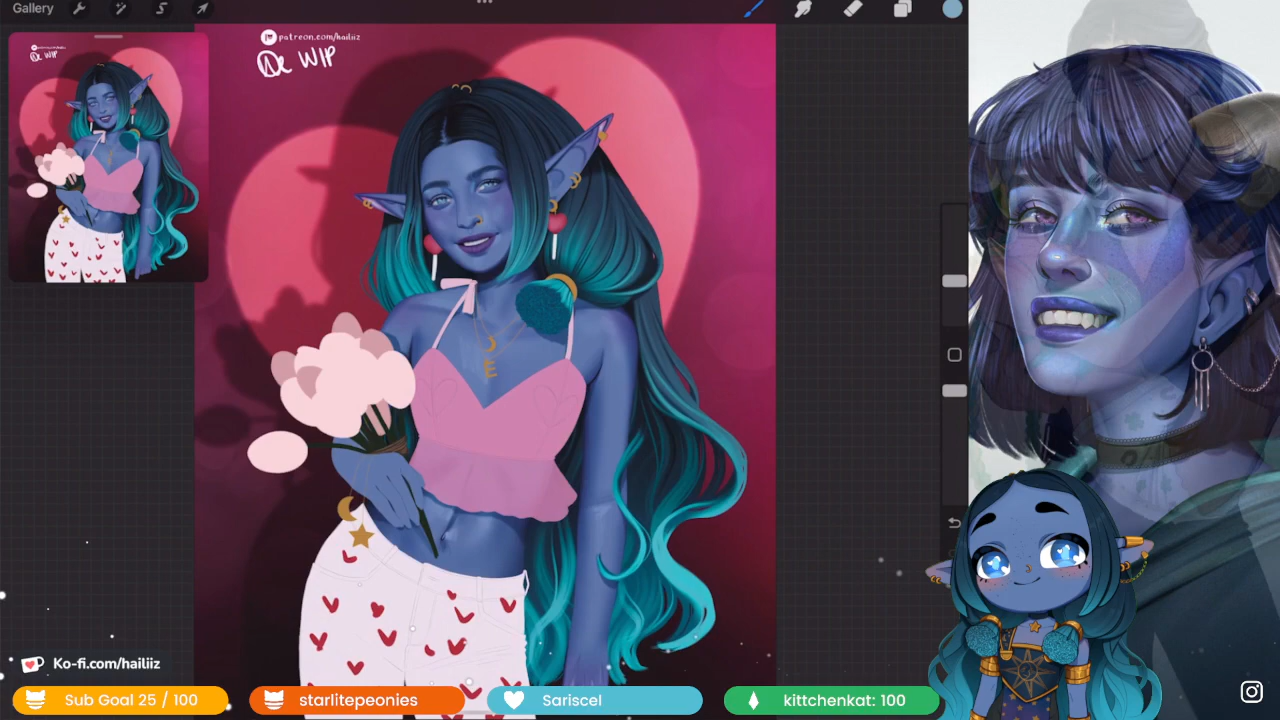 Gallery
patreon.com/hailiiz
WIP
E
Ko-fi.com/hailiiz
Sub Goal 25 / 100
starlitepeonies
Sariscel
kittchenkat: 100